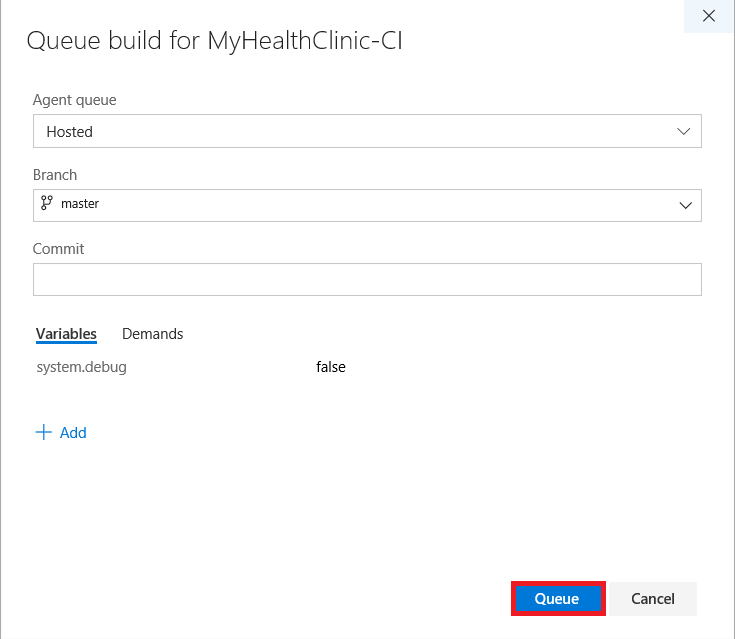 Queue build for MyHealthClinic-CI
Agent queue
Hosted
Branch
master
Commit
Variables Demands
system.debug false
Add
Queue Cancel